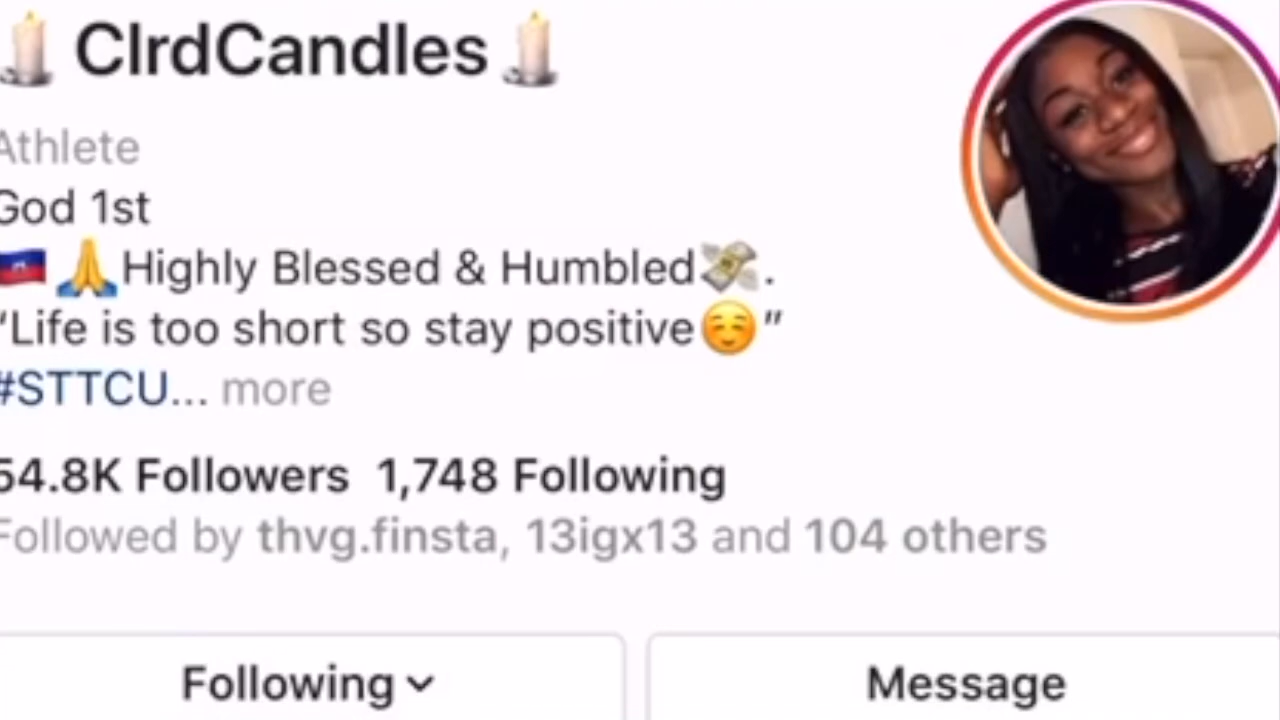 🕯️ ClrdCandles 🕯️
Athlete
God 1st
🇭🇹🙏Highly Blessed & Humbled💸.
“Life is too short so stay positive☺️”
#STTCU... more
54.8K Followers 1,748 Following
Followed by thvg.finsta, 13igx13 and 104 others
Following
Message